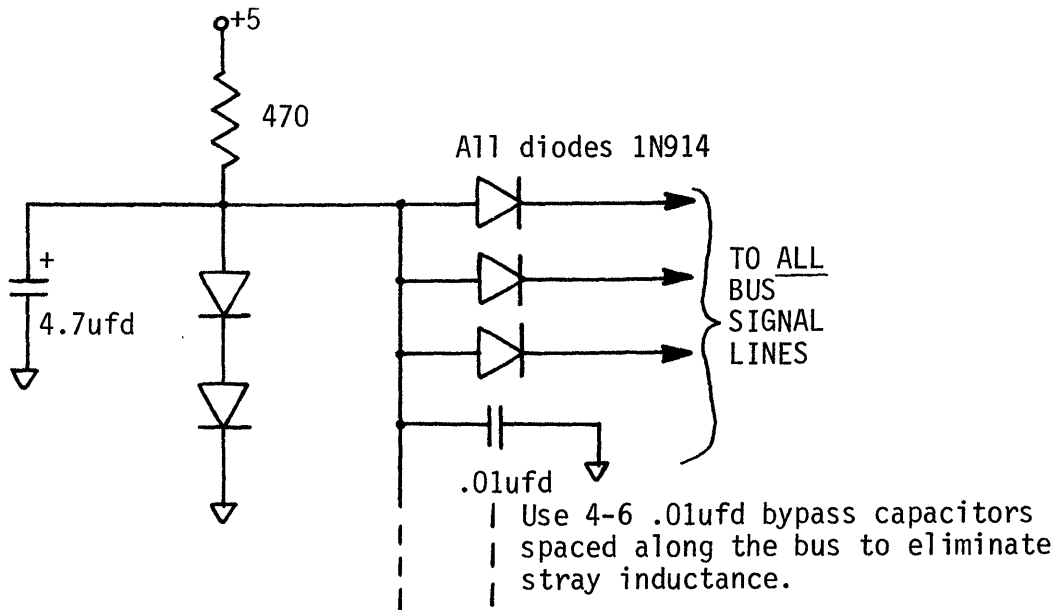 +5
470
All diodes 1N914
+
4.7ufd
TO ALL
BUS
SIGNAL
LINES
.01ufd
Use 4-6 .01ufd bypass capacitors
spaced along the bus to eliminate
stray inductance.